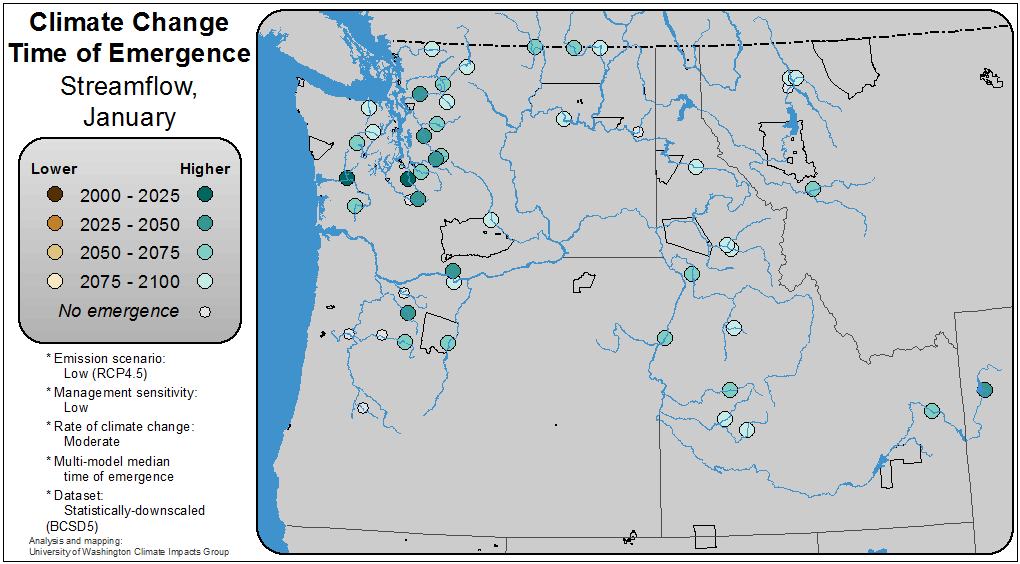 Climate Change
Time of Emergence
Streamflow,
January
Lower Higher
2000 - 2025
2025 - 2050
2050 - 2075
2075 - 2100
No emergence
* Emission scenario:
Low (RCP4.5)
* Management sensitivity:
Low
* Rate of climate change:
Moderate
* Multi-model median
time of emergence
* Dataset:
Statistically-downscaled
(BCSD5)
Analysis and mapping:
University of Washington Climate Impacts Group